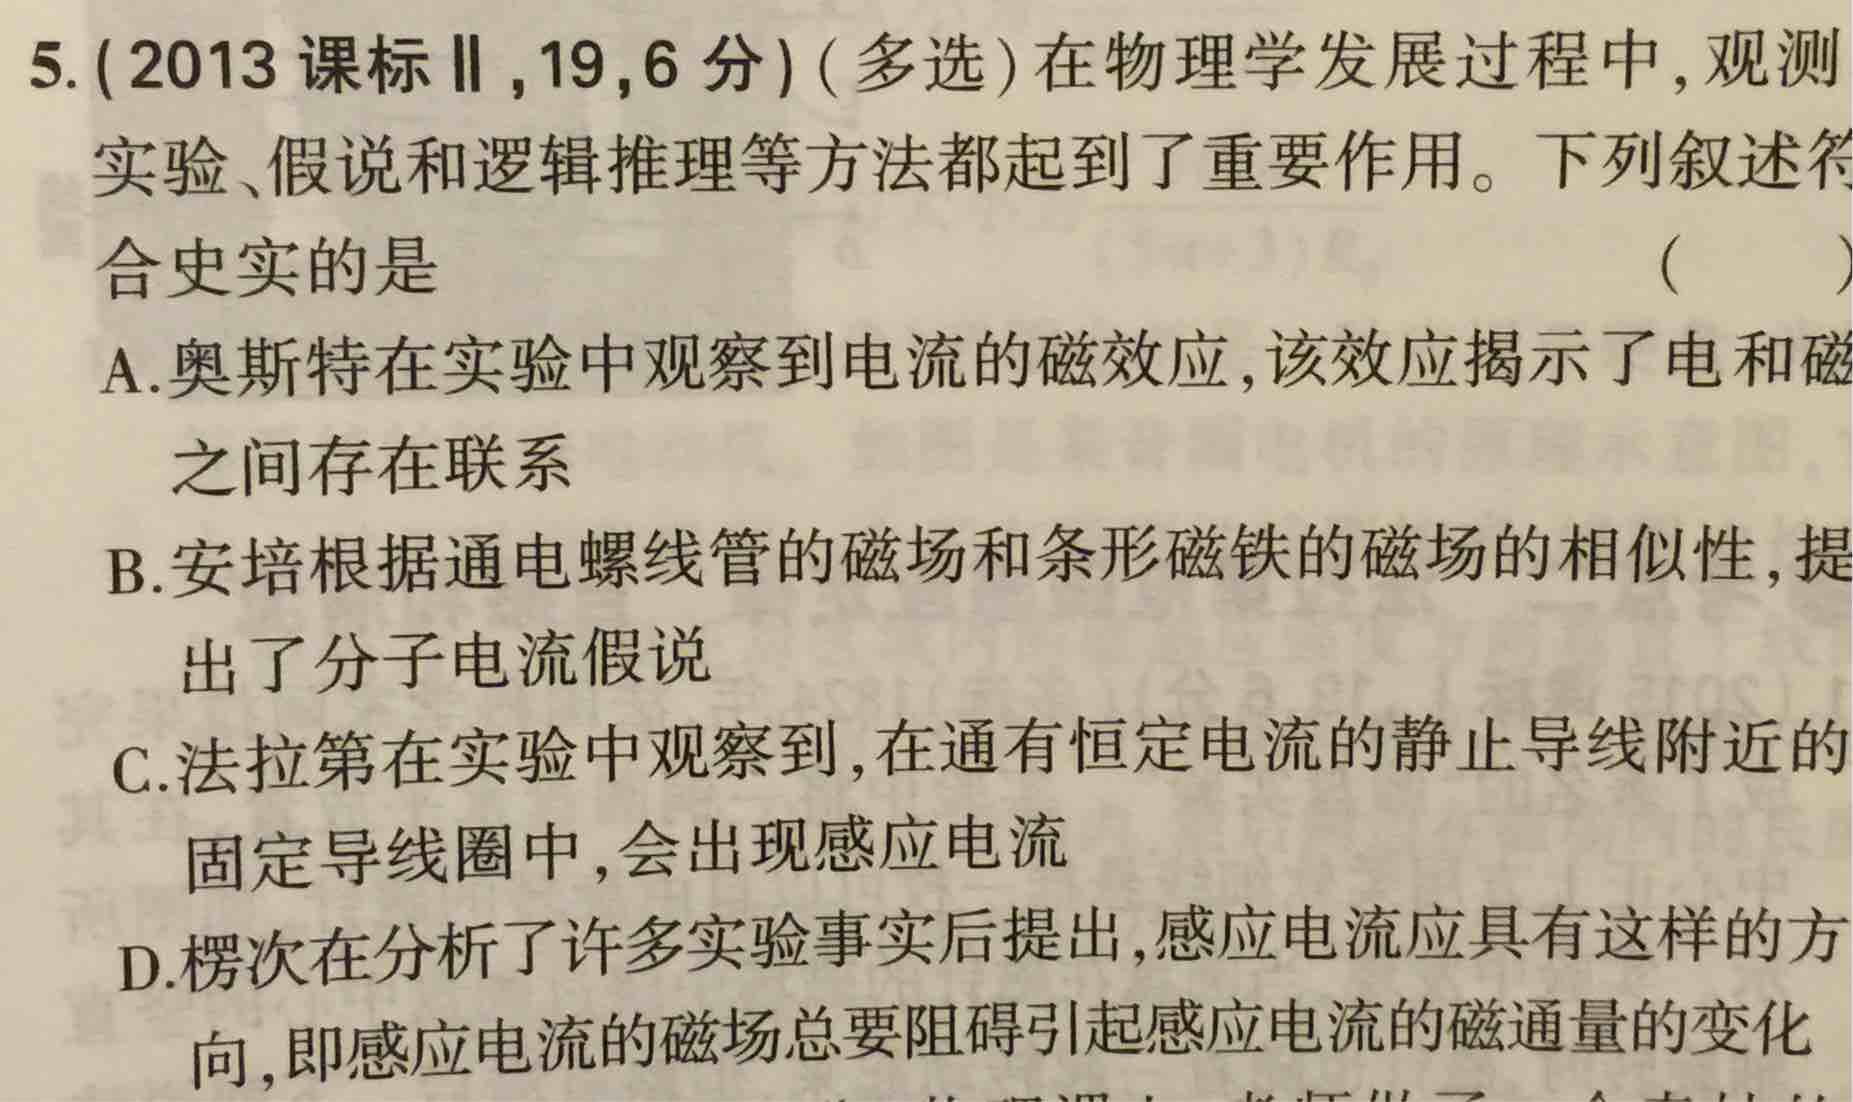 5.(2013 课标Ⅱ,19,6 分)(多选)在物理学发展过程中,观测
实验、假说和逻辑推理等方法都起到了重要作用。下列叙述符
合史实的是 ( )
A.奥斯特在实验中观察到电流的磁效应,该效应揭示了电和磁
之间存在联系
B.安培根据通电螺线管的磁场和条形磁铁的磁场的相似性,提
出了分子电流假说
C.法拉第在实验中观察到,在通有恒定电流的静止导线附近的
固定导线圈中,会出现感应电流
D.楞次在分析了许多实验事实后提出,感应电流应具有这样的方
向,即感应电流的磁场总要阻碍引起感应电流的磁通量的变化